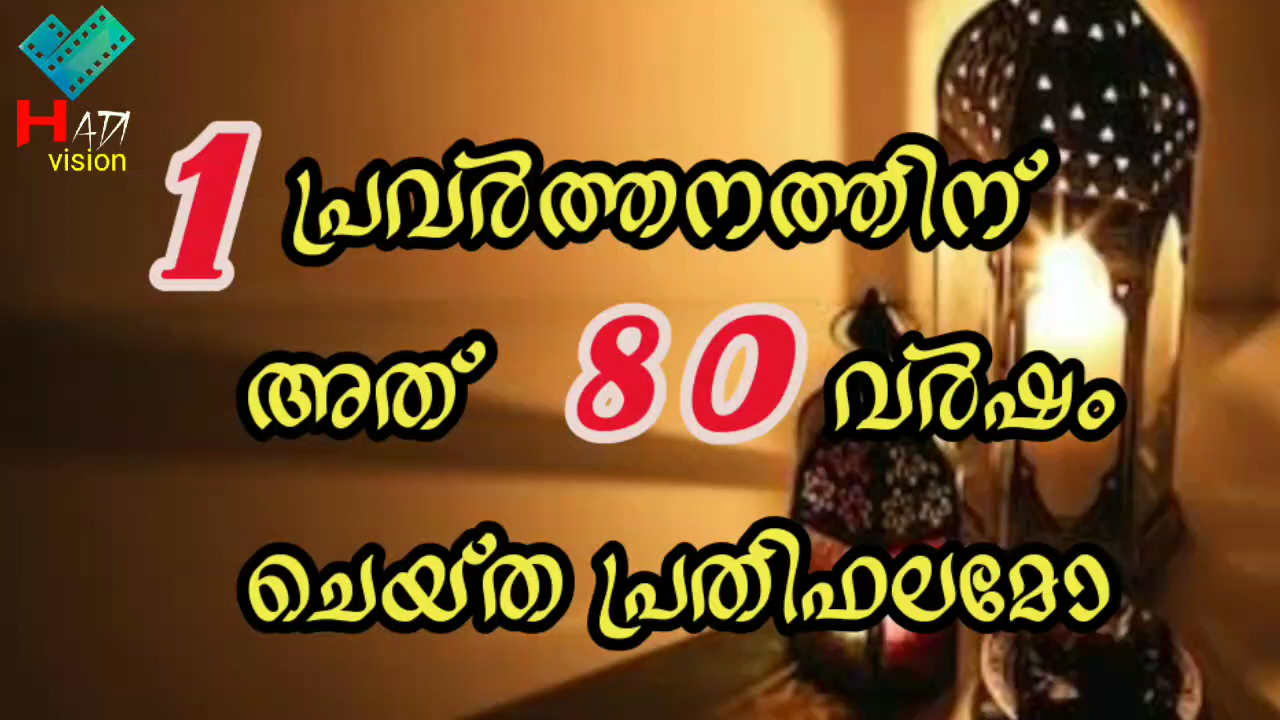 HADI
vision
1 പ്രവർത്തനത്തിന്
അത് 80 വർഷം
ചെയ്ത പ്രതിഫലമോ